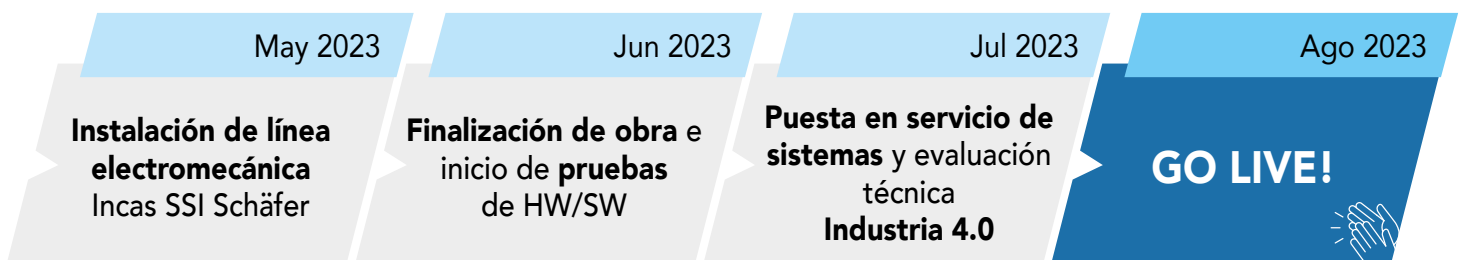 May 2023
Instalación de línea
electromecánica
Incas SSI Schäfer
Jun 2023
Finalización de obra e
inicio de pruebas
de HW/SW
Jul 2023
Puesta en servicio de
sistemas y evaluación
técnica
Industria 4.0
Ago 2023
GO LIVE!